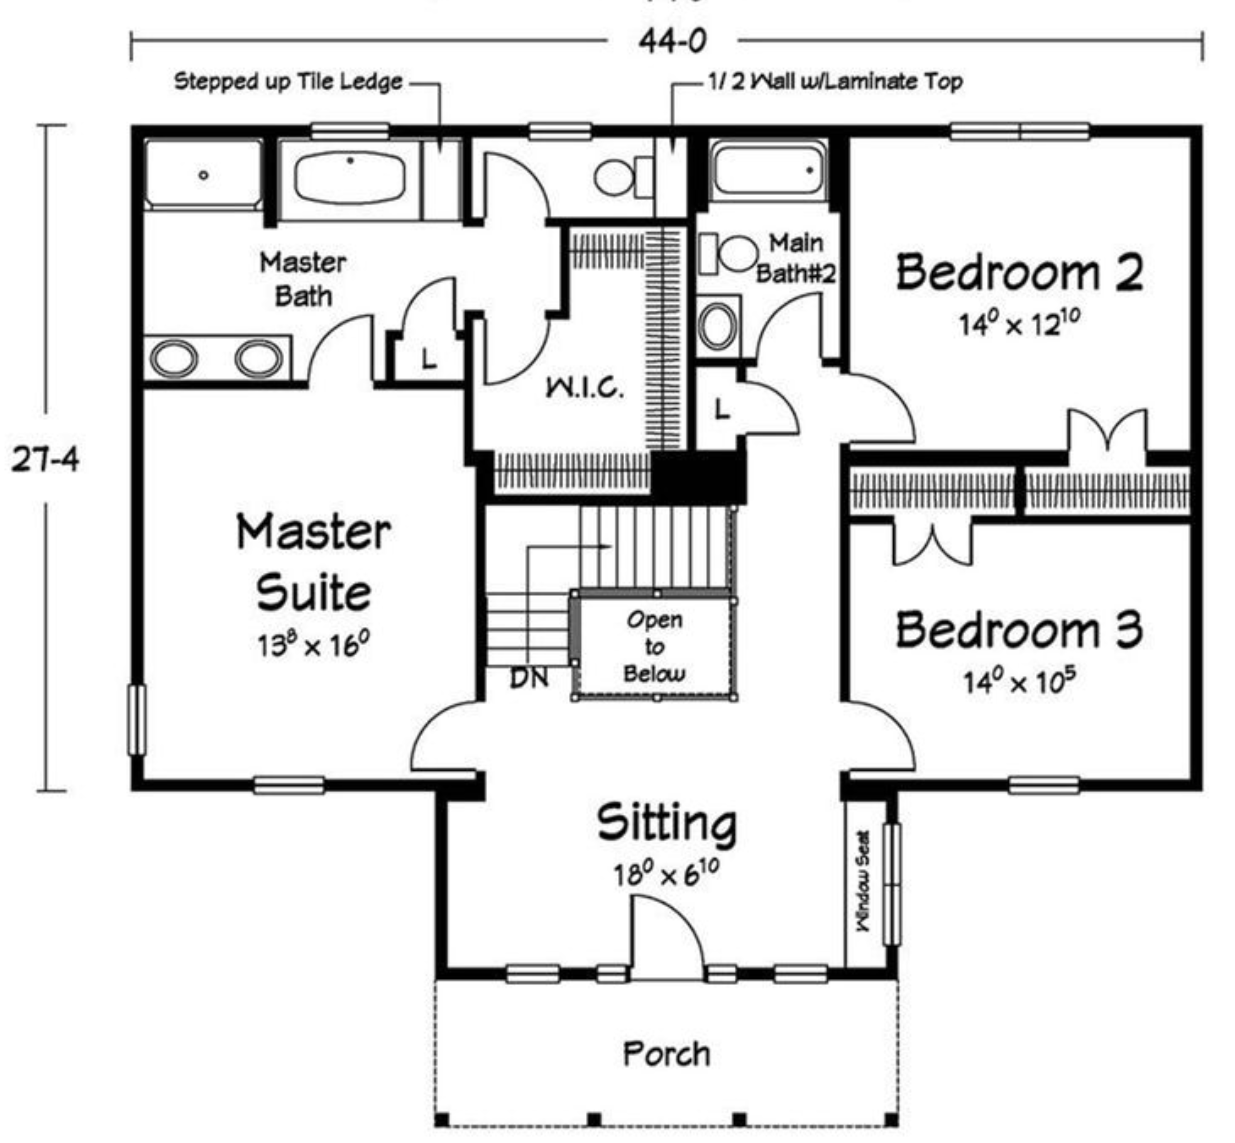 44-0
Stepped up Tile Ledge
1/2 Wall w/Laminate Top
Master
Bath
Main
Bath#2
Bedroom 2
14⁰ x 12¹⁰
L
W.I.C.
L
27-4
Master
Suite
13⁸ x 16⁰
Open
to
Below
DN
Bedroom 3
14⁰ x 10⁵
Sitting
18⁰ x 6¹⁰
Window Seat
Porch